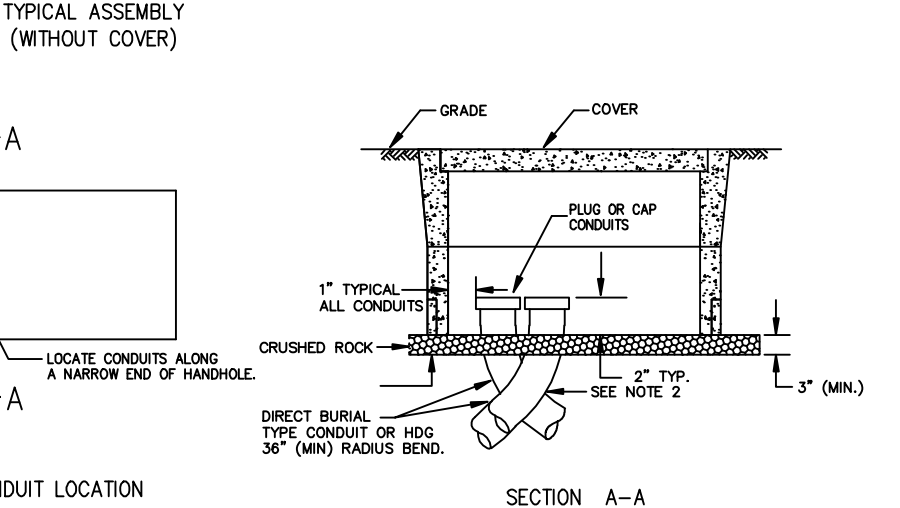 TYPICAL ASSEMBLY
(WITHOUT COVER)
A
GRADE
COVER
PLUG OR CAP
CONDUITS
1" TYPICAL
ALL CONDUITS
CRUSHED ROCK
LOCATE CONDUITS ALONG
A NARROW END OF HANDHOLE.
2" TYP.
SEE NOTE 2
3" (MIN.)
A
DIRECT BURIAL
TYPE CONDUIT OR HDG
36" (MIN) RADIUS BEND.
LOCATION
SECTION A-A